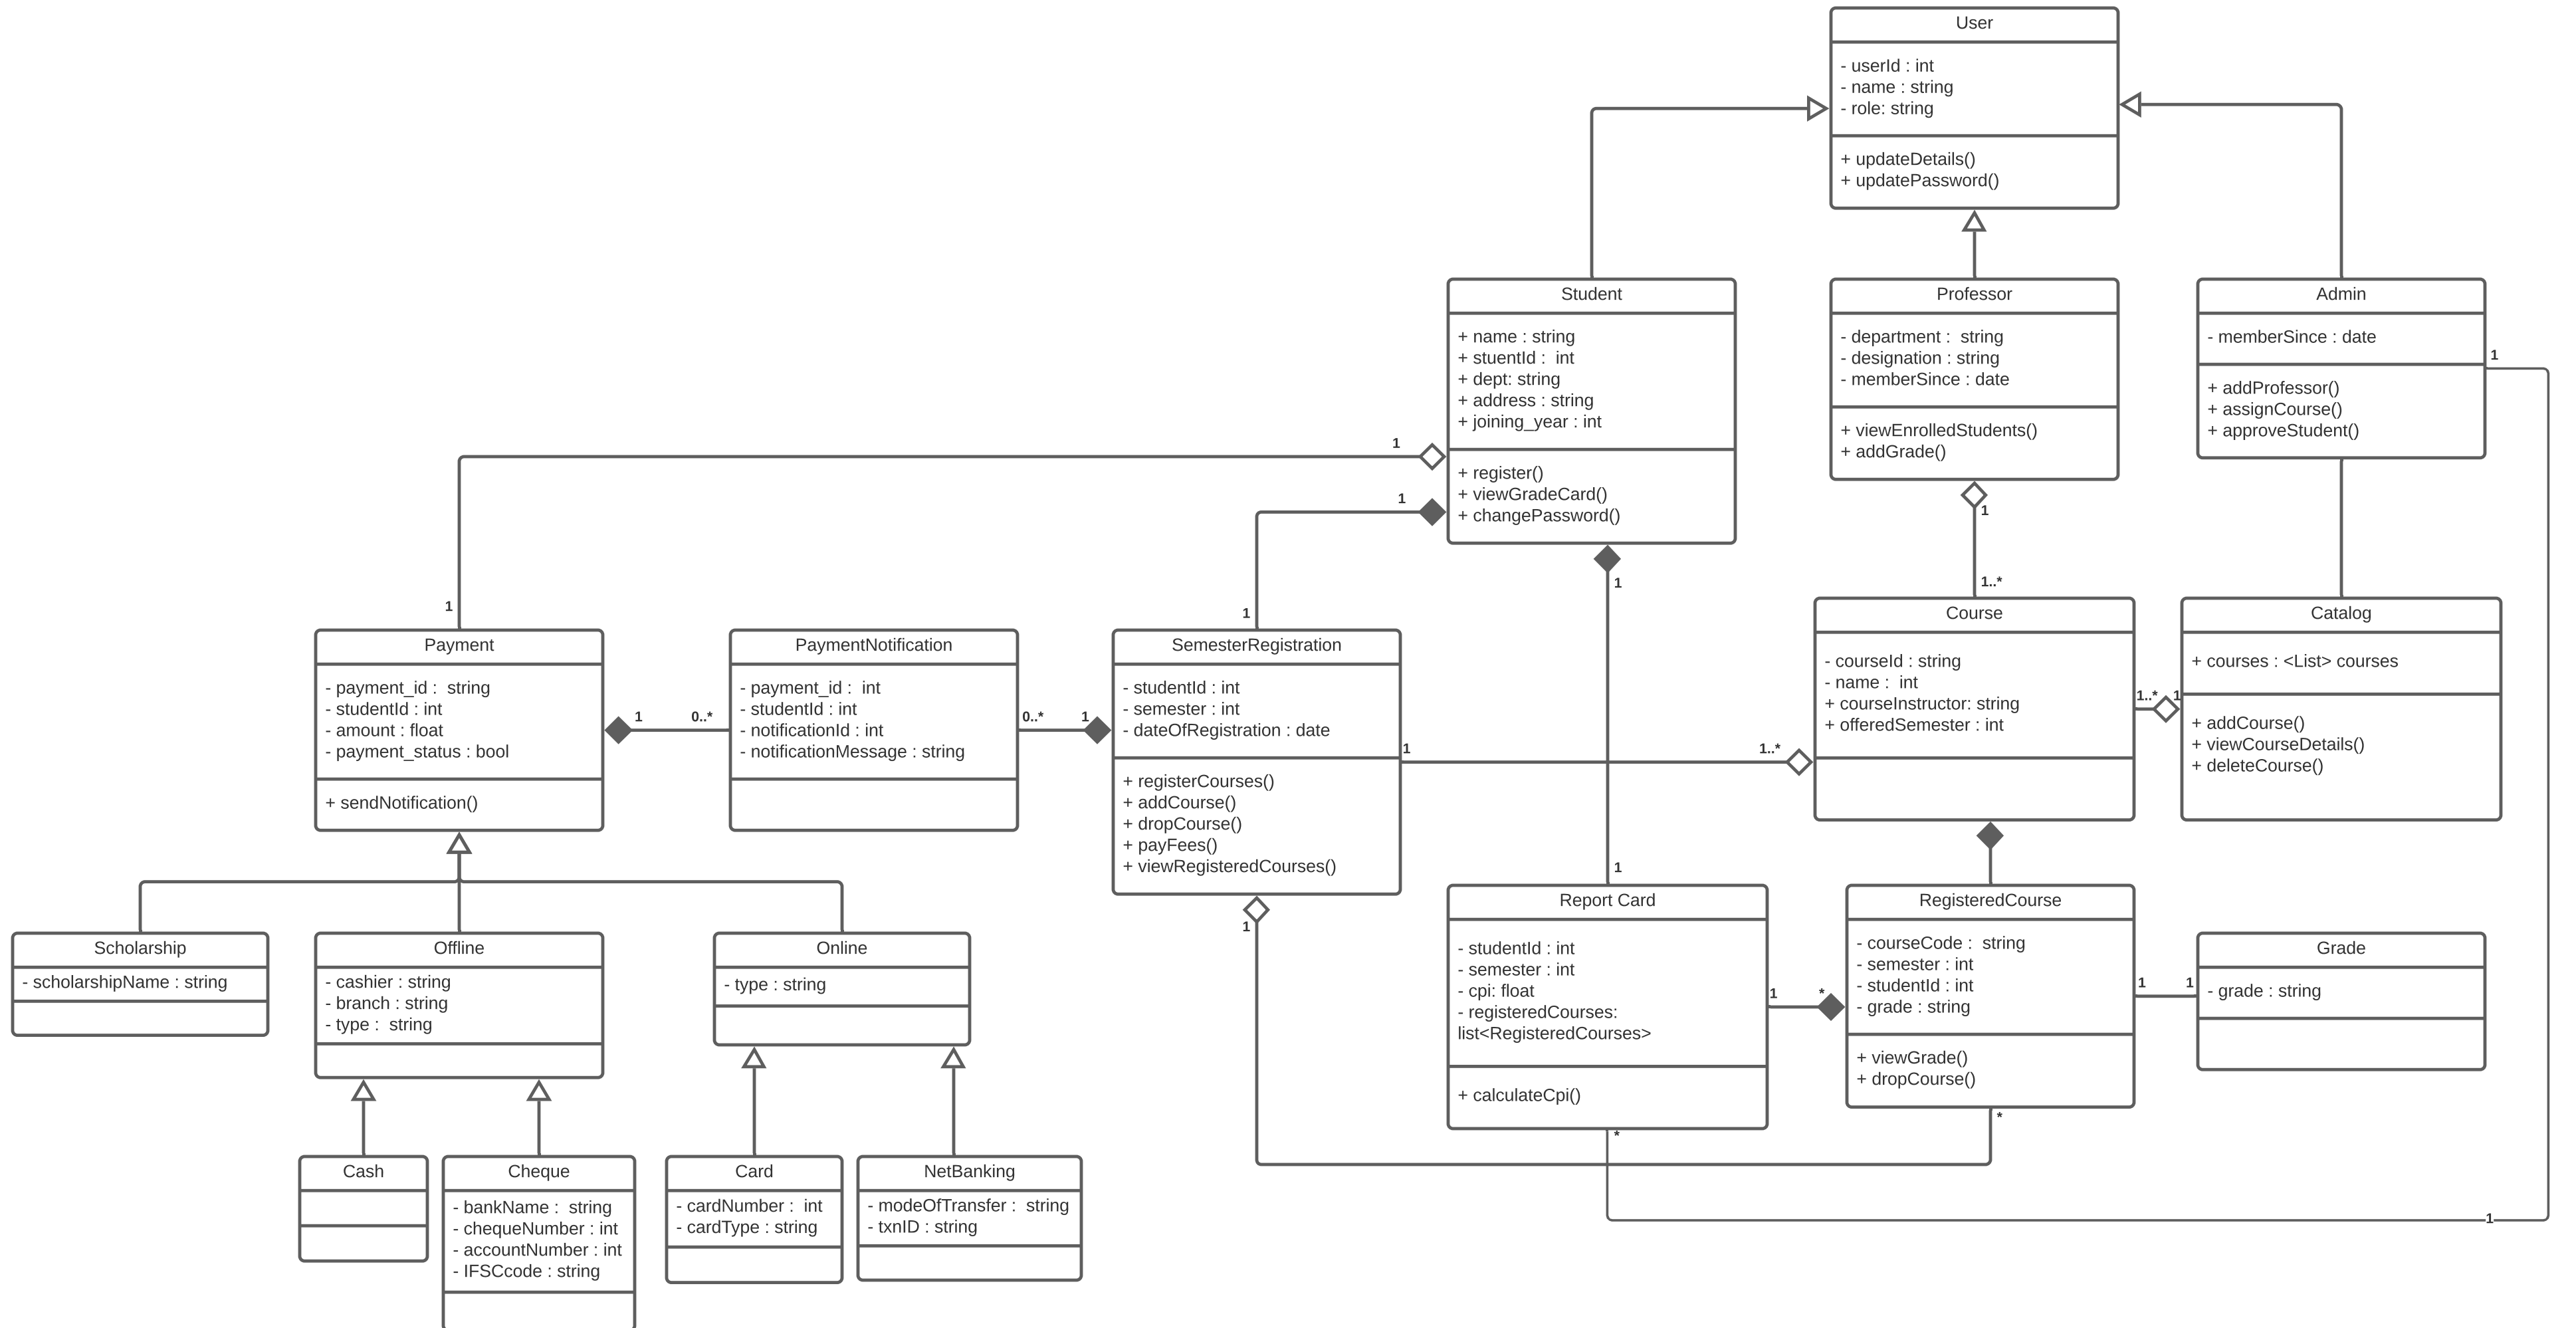 User
- userId : int
- name : string
- role: string
+ updateDetails()
+ updatePassword()
Student
+ name : string
+ stuentId :  int
+ dept: string
+ address : string
+ joining_year : int
+ register()
+ viewGradeCard()
+ changePassword()
Professor
- department :  string
- designation : string
- memberSince : date
+ viewEnrolledStudents()
+ addGrade()
Admin
- memberSince : date
+ addProfessor()
+ assignCourse()
+ approveStudent()
1
1
1
1
1
1..*
1
1
Payment
- payment_id :  string
- studentId : int
- amount : float
- payment_status : bool
+ sendNotification()
1
0..*
PaymentNotification
- payment_id :  int
- studentId : int
- notificationId : int
- notificationMessage : string
0..*
1
SemesterRegistration
- studentId : int
- semester : int
- dateOfRegistration : date
+ registerCourses()
+ addCourse()
+ dropCourse()
+ payFees()
+ viewRegisteredCourses()
1
1..*
Course
- courseId : string
- name :  int
+ courseInstructor: string
+ offeredSemester : int
1..*
1
Catalog
+ courses : <List> courses
+ addCourse()
+ viewCourseDetails()
+ deleteCourse()
1
1
Scholarship
- scholarshipName : string
Offline
- cashier : string
- branch : string
- type :  string
Online
- type : string
Report Card
- studentId : int
- semester : int
- cpi: float
- registeredCourses:
list<RegisteredCourses>
+ calculateCpi()
1
*
RegisteredCourse
- courseCode :  string
- semester : int
- studentId : int
- grade : string
+ viewGrade()
+ dropCourse()
1
1
Grade
- grade : string
*
*
Cash
Cheque
- bankName :  string
- chequeNumber : int
- accountNumber : int
- IFSCcode : string
Card
- cardNumber :  int
- cardType : string
NetBanking
- modeOfTransfer :  string
- txnID : string
1